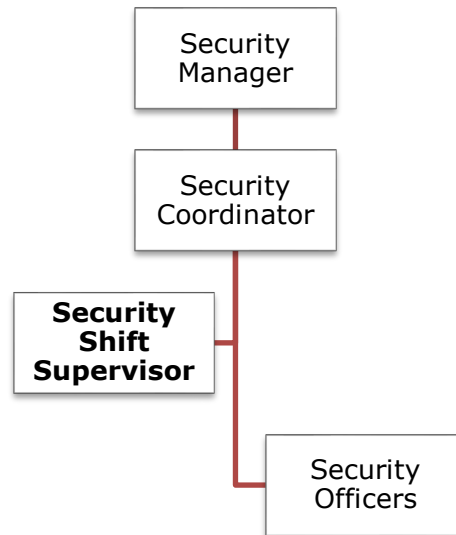 Security
Manager
Security
Coordinator
Security
Shift
Supervisor
Security
Officers